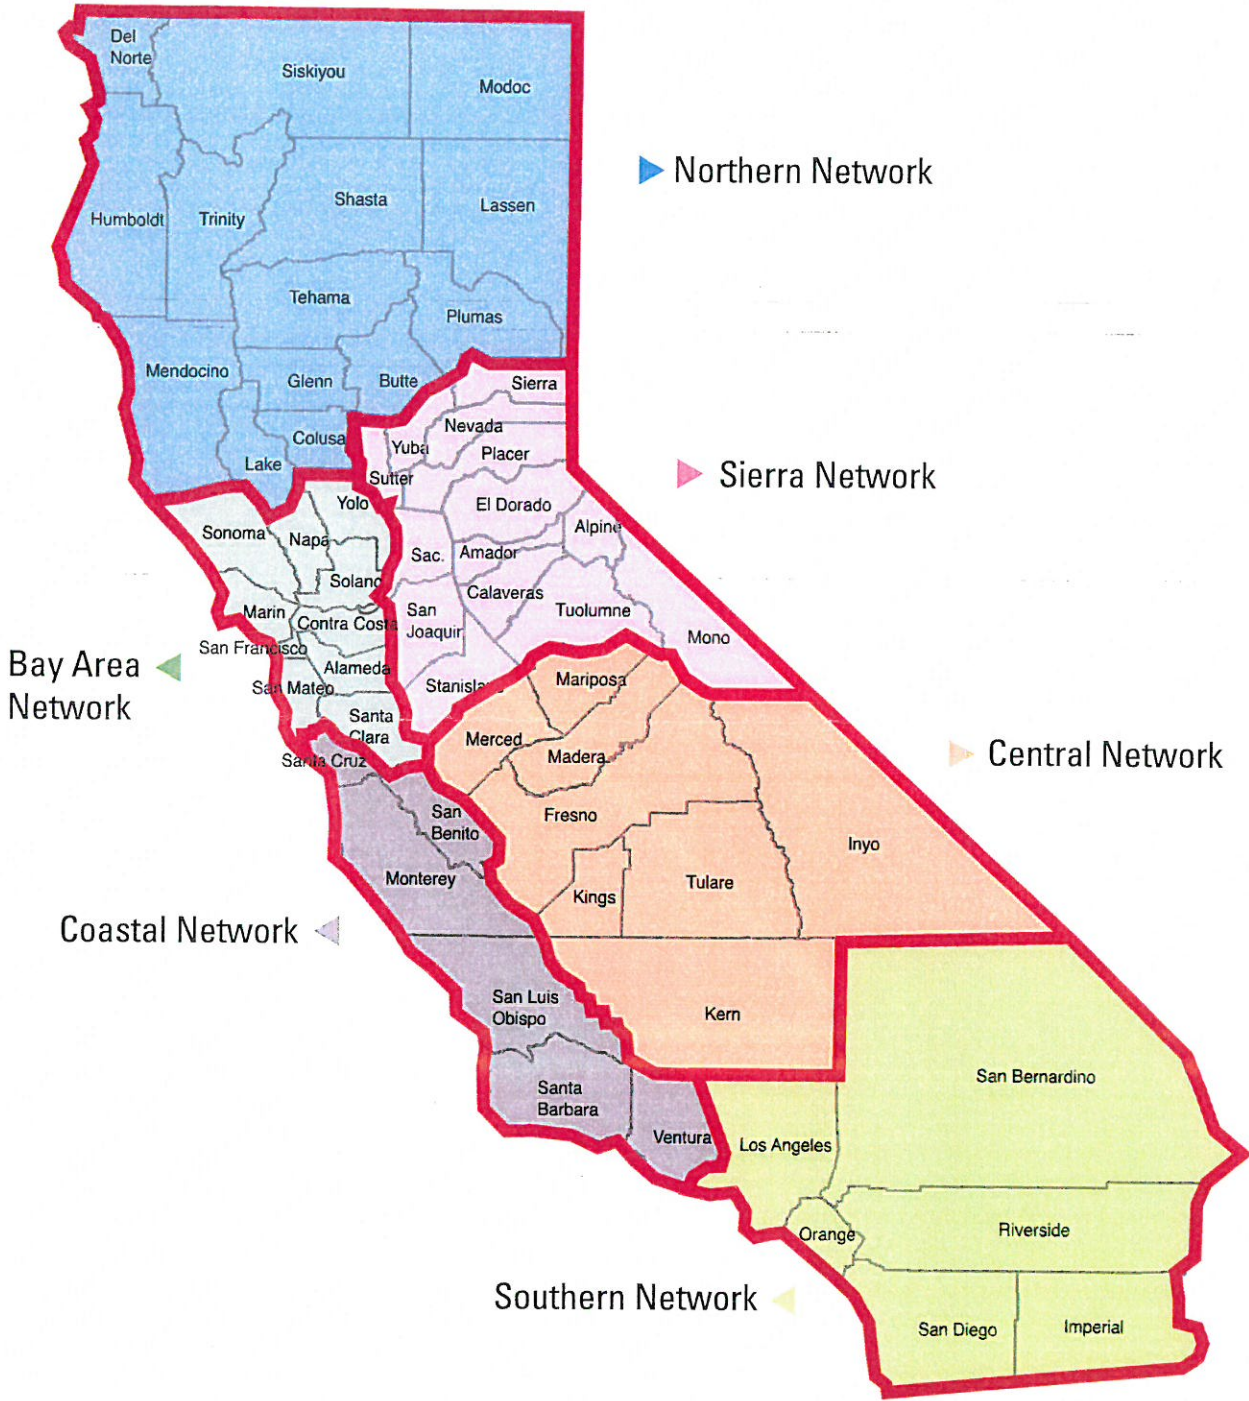 Del
Norte
Siskiyou
Modoc
Northern Network
Shasta
Lassen
Humboldt
Trinity
Tehama
Plumas
Mendocino
Glenn
Butte
Sierra
Nevada
Colusa
Yuba
Placer
Lake
Sutter
Sierra Network
Yolo
El Dorado
Sonoma
Napa
Alpine
Sac.
Amador
Solano
Calaveras
Marin
San
Joaquin
Tuolumne
Contra Costa
Mono
San Francisco
Bay Area
Network
Alameda
Mariposa
San Mateo
Stanislaus
Santa
Clara
Merced
Santa Cruz
Madera
Central Network
San
Benito
Fresno
Inyo
Monterey
Kings
Tulare
Coastal Network
San Luis
Obispo
Kern
San Bernardino
Santa
Barbara
Ventura
Los Angeles
Orange
Riverside
Southern Network
San Diego
Imperial